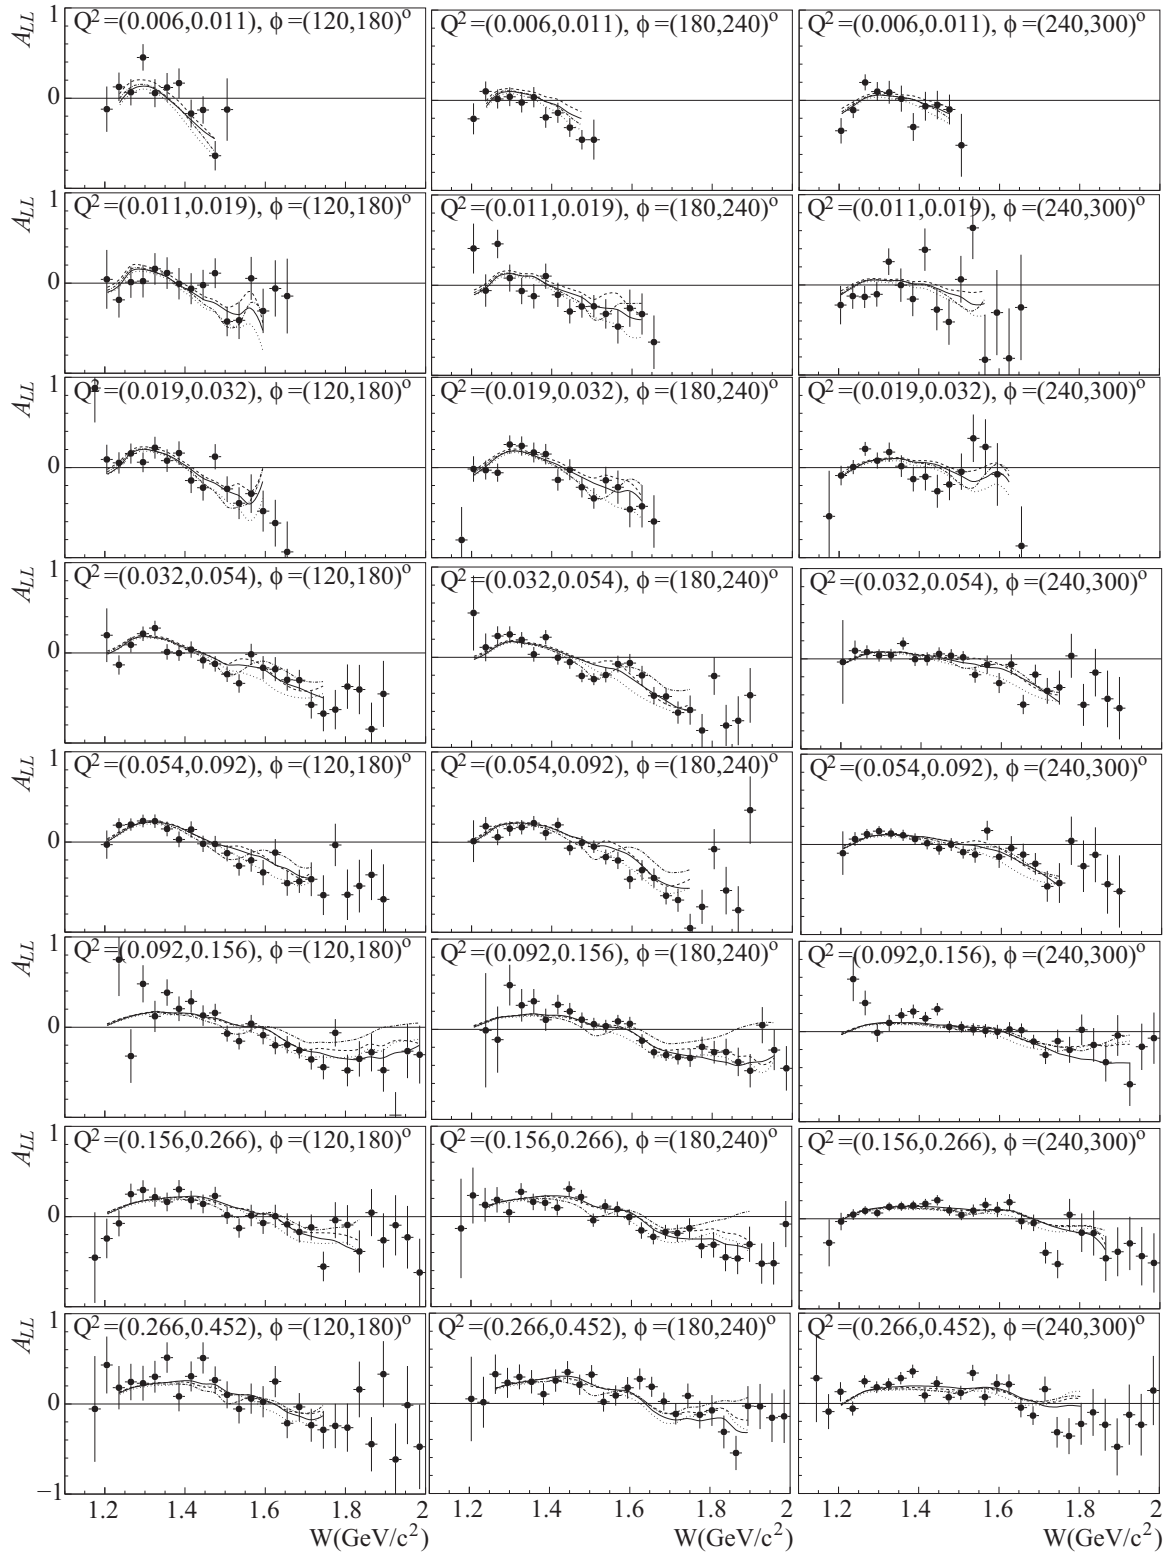 1
A_LL
Q²=(0.006,0.011), ϕ=(120,180)°
Q²=(0.006,0.011), ϕ=(180,240)°
Q²=(0.006,0.011), ϕ=(240,300)°
0
1
A_LL
Q²=(0.011,0.019), ϕ=(120,180)°
Q²=(0.011,0.019), ϕ=(180,240)°
Q²=(0.011,0.019), ϕ=(240,300)°
0
1
A_LL
Q²=(0.019,0.032), ϕ=(120,180)°
Q²=(0.019,0.032), ϕ=(180,240)°
Q²=(0.019,0.032), ϕ=(240,300)°
0
1
A_LL
Q²=(0.032,0.054), ϕ=(120,180)°
Q²=(0.032,0.054), ϕ=(180,240)°
Q²=(0.032,0.054), ϕ=(240,300)°
0
1
A_LL
Q²=(0.054,0.092), ϕ=(120,180)°
Q²=(0.054,0.092), ϕ=(180,240)°
Q²=(0.054,0.092), ϕ=(240,300)°
0
1
A_LL
Q²=(0.092,0.156), ϕ=(120,180)°
Q²=(0.092,0.156), ϕ=(180,240)°
Q²=(0.092,0.156), ϕ=(240,300)°
0
1
A_LL
Q²=(0.156,0.266), ϕ=(120,180)°
Q²=(0.156,0.266), ϕ=(180,240)°
Q²=(0.156,0.266), ϕ=(240,300)°
0
1
A_LL
Q²=(0.266,0.452), ϕ=(120,180)°
Q²=(0.266,0.452), ϕ=(180,240)°
Q²=(0.266,0.452), ϕ=(240,300)°
0
−1
1.2 1.4 1.6 1.8 2 1.2 1.4 1.6 1.8 2 1.2 1.4 1.6 1.8 2
W(GeV/c²) W(GeV/c²) W(GeV/c²)